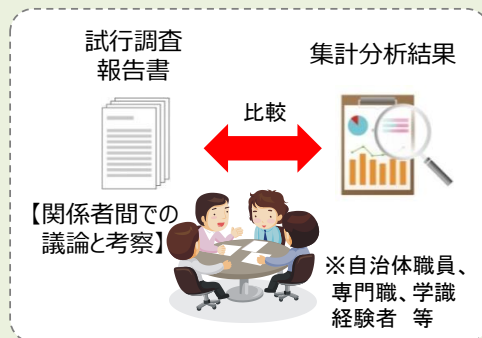 試行調査
報告書
集計分析結果
比較
【関係者間での
議論と考察】
※自治体職員、
専門職、学識
経験者 等